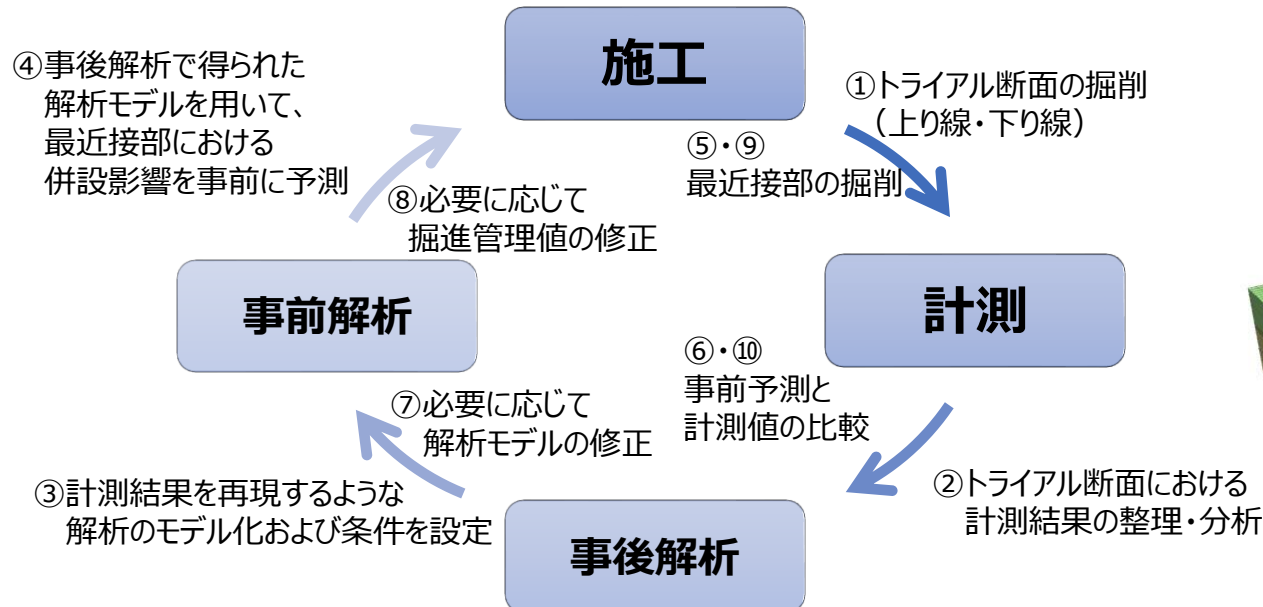 施工
①トライアル断面の掘削
（上り線・下り線）
⑤・⑨
最近接部の掘削
計測
⑥・⑩
事前予測と
計測値の比較
②トライアル断面における
計測結果の整理・分析
事後解析
⑦必要に応じて
解析モデルの修正
③計測結果を再現するような
解析のモデル化および条件を設定
事前解析
④事後解析で得られた
解析モデルを用いて、
最近接部における
併設影響を事前に予測
⑧必要に応じて
掘進管理値の修正